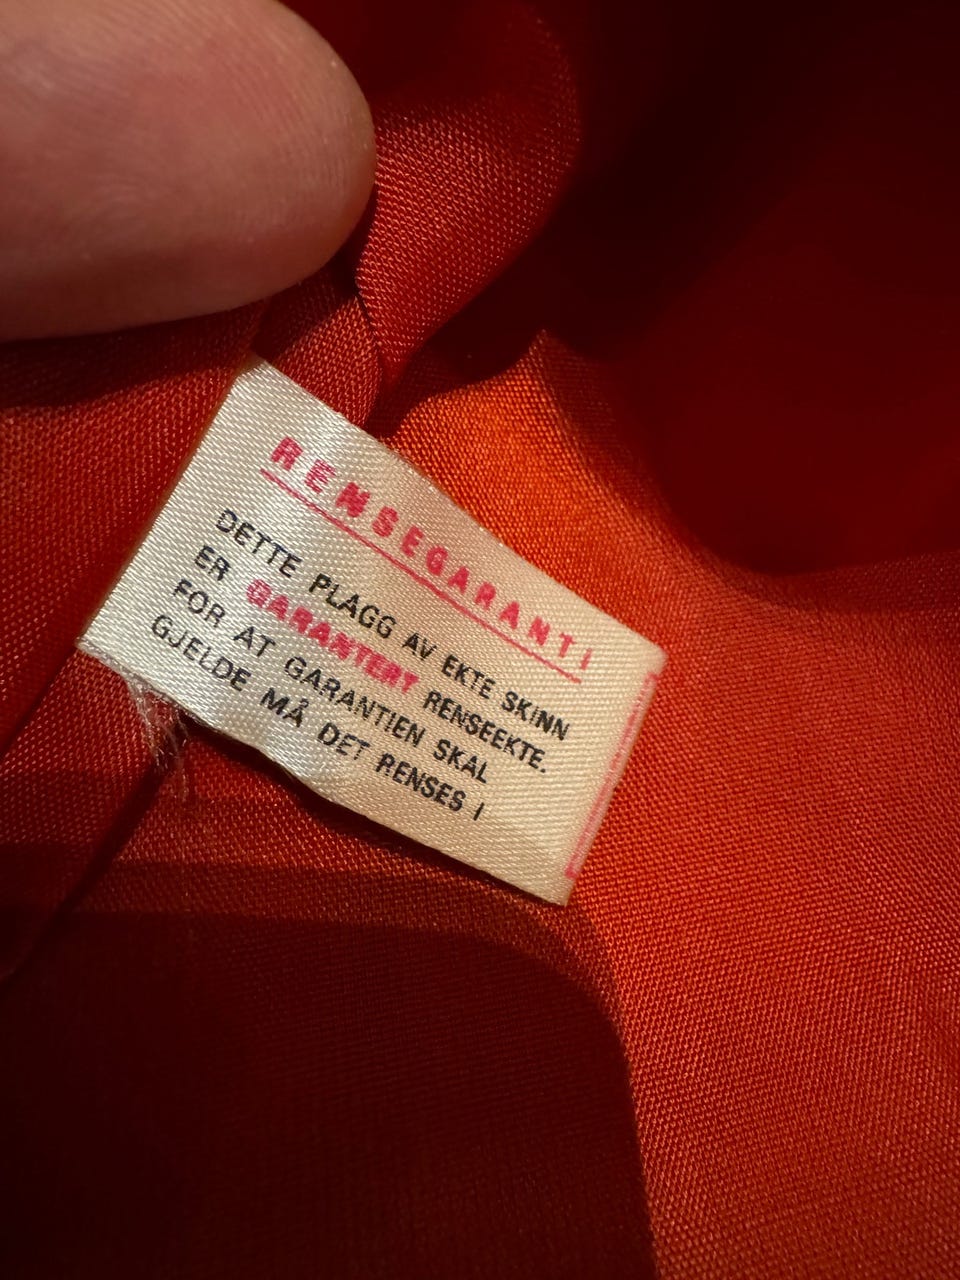 RENSEGARANTI
DETTE PLAGG AV EKTE SKINN
ER GARANTERT RENSEEKTE.
FOR AT GARANTIEN SKAL
GJELDE MÅ DET RENSES I